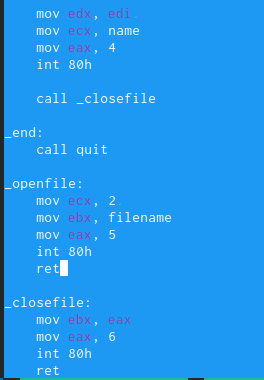 mov edx, edi
mov ecx, name
mov eax, 4
int 80h
call _closefile
_end:
call quit
_openfile:
mov ecx, 2
mov ebx, filename
mov eax, 5
int 80h
ret
_closefile:
mov ebx, eax
mov eax, 6
int 80h
ret